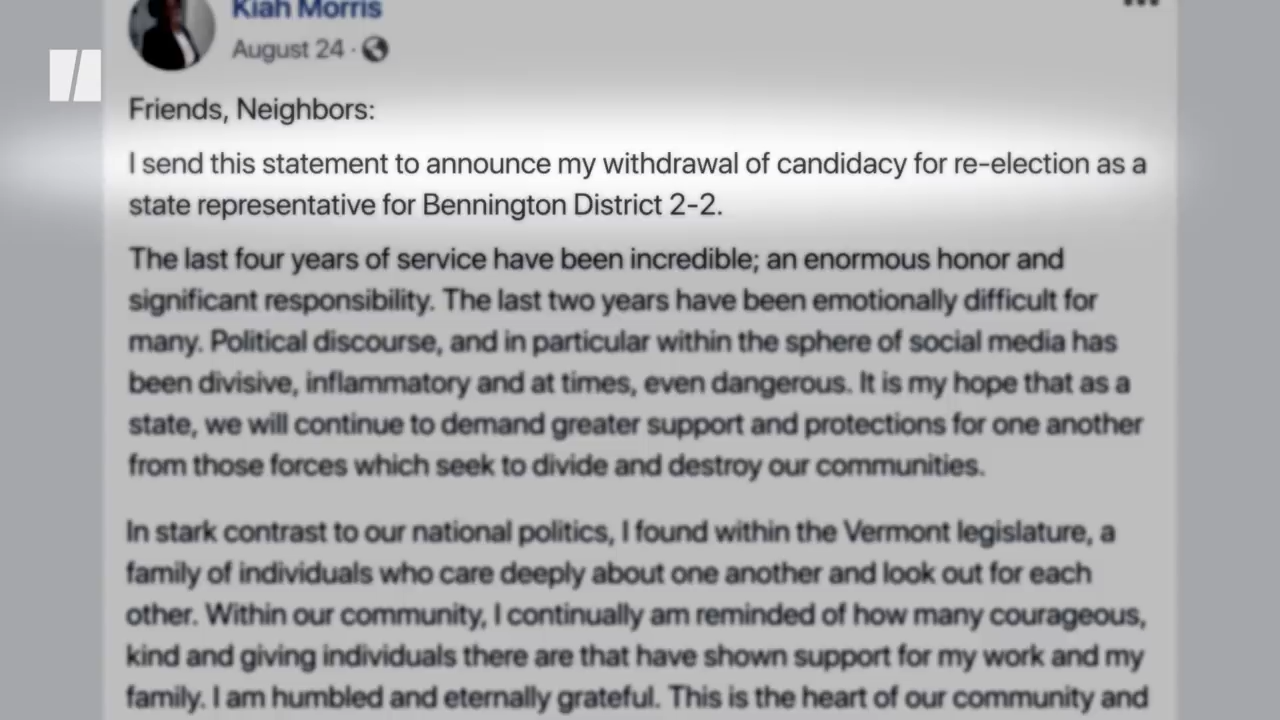 Kiah Morris
August 24 ·
Friends, Neighbors:
I send this statement to announce my withdrawal of candidacy for re-election as a
state representative for Bennington District 2-2.
The last four years of service have been incredible; an enormous honor and
significant responsibility. The last two years have been emotionally difficult for
many. Political discourse, and in particular within the sphere of social media has
been divisive, inflammatory and at times, even dangerous. It is my hope that as a
state, we will continue to demand greater support and protections for one another
from those forces which seek to divide and destroy our communities.
In stark contrast to our national politics, I found within the Vermont legislature, a
family of individuals who care deeply about one another and look out for each
other. Within our community, I continually am reminded of how many courageous,
kind and giving individuals there are that have shown support for my work and my
family. I am humbled and eternally grateful. This is the heart of our community and